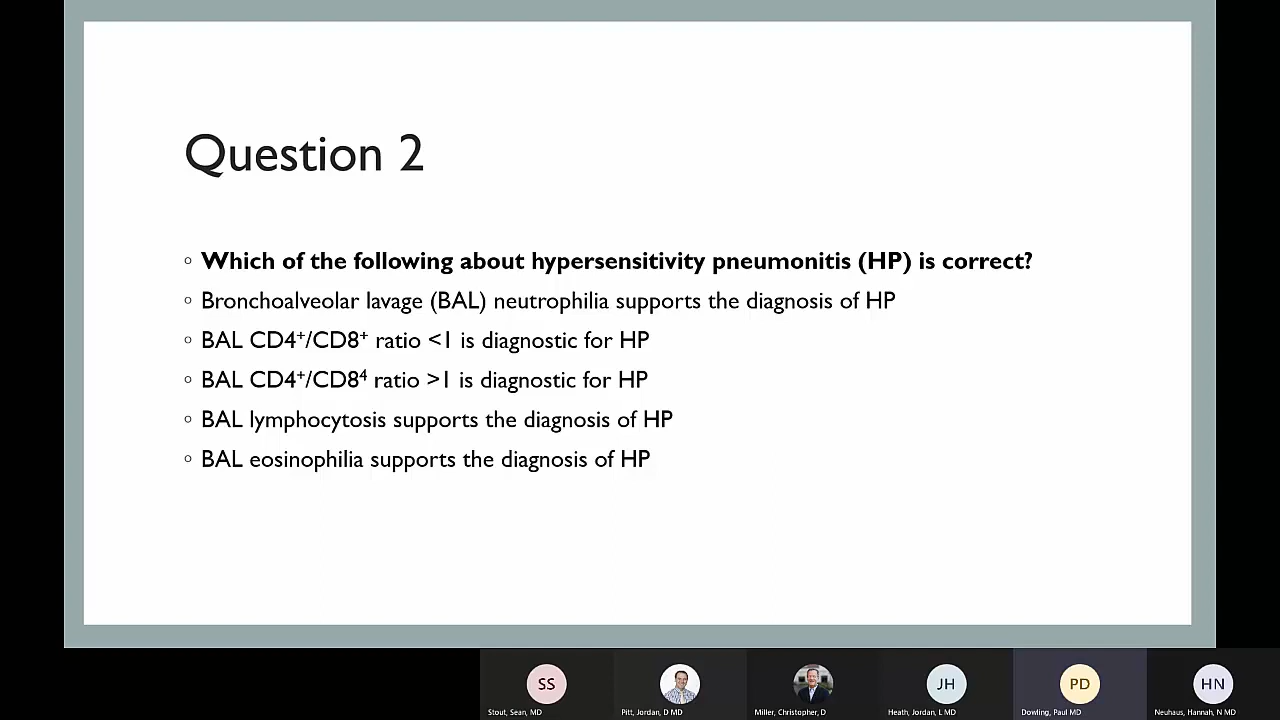 Question 2
◦ Which of the following about hypersensitivity pneumonitis (HP) is correct?
◦ Bronchoalveolar lavage (BAL) neutrophilia supports the diagnosis of HP
◦ BAL CD4⁺/CD8⁺ ratio <1 is diagnostic for HP
◦ BAL CD4⁺/CD8⁴ ratio >1 is diagnostic for HP
◦ BAL lymphocytosis supports the diagnosis of HP
◦ BAL eosinophilia supports the diagnosis of HP
SS JH PD HN
Stout, Sean, MD Pitt, Jordan, D MD Miller, Christopher, D Heath, Jordan, L MD Dowling, Paul MD Neuhaus, Hannah, N MD